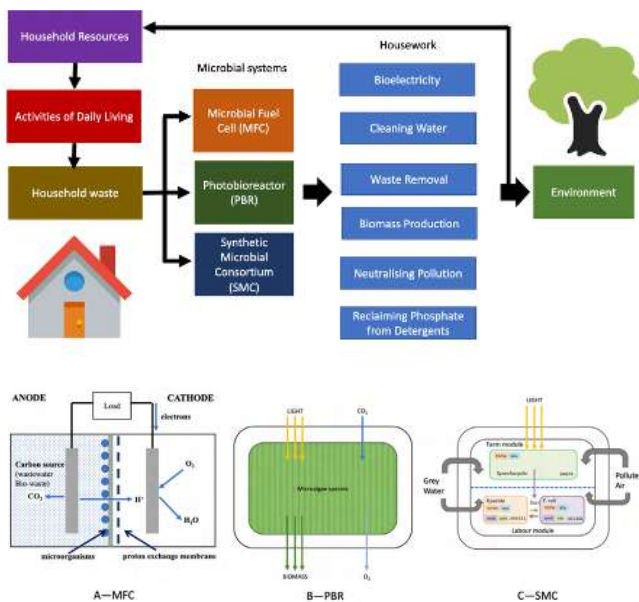 Household Resources
Activities of Daily Living
Household waste
Microbial systems
Microbial Fuel
Cell (MFC)
Photobioreactor
(PBR)
Synthetic
Microbial
Consortium
(SMC)
Housework
Bioelectricity
Cleaning Water
Waste Removal
Biomass Production
Neutralising Pollution
Reclaiming Phosphate
from Detergents
Environment
ANODE
Load
CATHODE
electrons
Carbon source
(wastewater
Bio-waste)
CO₂
H⁺
O₂
H₂O
microorganisms
proton exchange membrane
A—MFC
LIGHT
CO₂
Microalgae species
BIOMASS
O₂
B—PBR
LIGHT
Farm module
Grey
Water
Polluted
Air
E. coli
Labour module
C—SMC